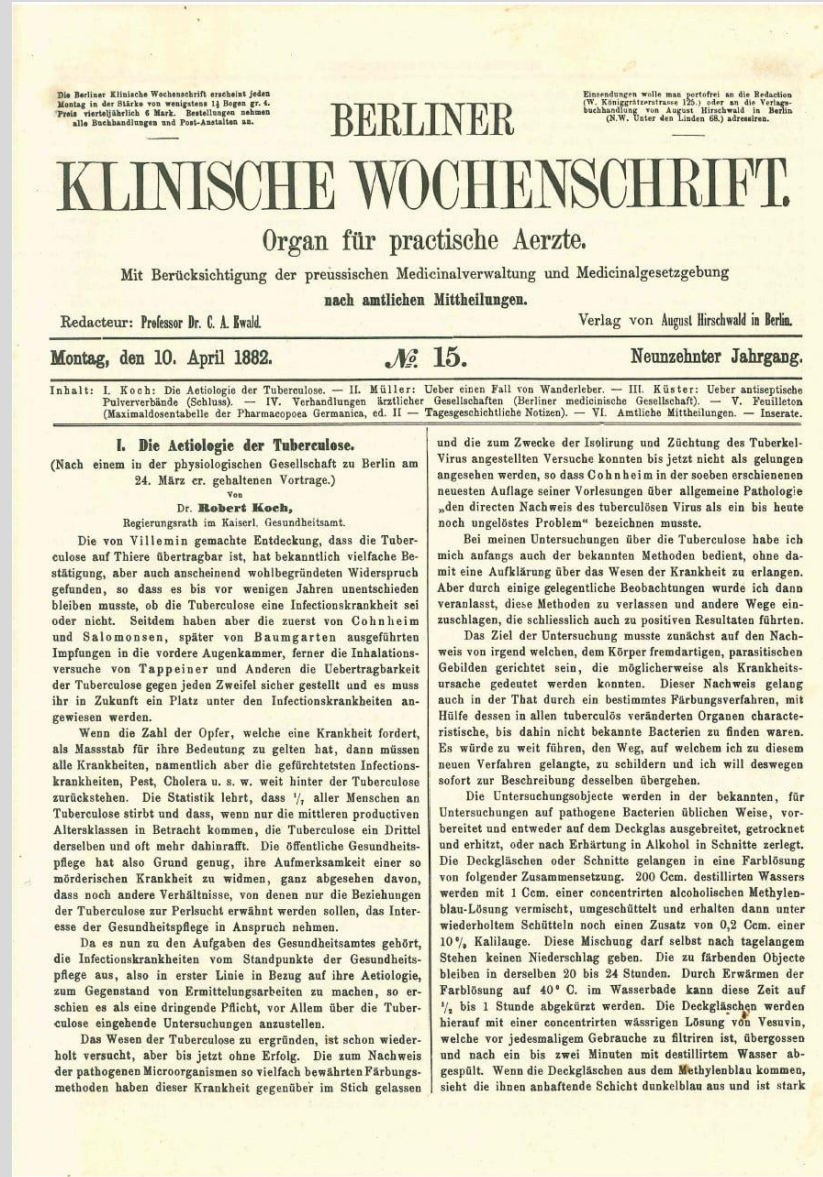 Die Berliner Klinische Wochenschrift erscheint jeden
Montag in der Stärke von wenigstens 1½ Bogen gr. 4.
Preis vierteljährlich 6 Mark. Bestellungen nehmen
alle Buchhandlungen und Post-Anstalten an.
Einsendungen wolle man portofrei an die Redaction
(W. Königgrätzerstrasse 125.) oder an die Verlags-
buchhandlung von August Hirschwald in Berlin
(N.W. Unter den Linden 68.) adressiren.
BERLINER
KLINISCHE WOCHENSCHRIFT.
Organ für practische Aerzte.
Mit Berücksichtigung der preussischen Medicinalverwaltung und Medicinalgesetzgebung
nach amtlichen Mittheilungen.
Redacteur: Professor Dr. C. A. Ewald.
Verlag von August Hirschwald in Berlin.
Montag, den 10. April 1882.
№ 15.
Neunzehnter Jahrgang.
Inhalt: I. Koch: Die Aetiologie der Tuberculose. — II. Müller: Ueber einen Fall von Wanderleber. — III. Küster: Ueber antiseptische
Pulververbände (Schluss). — IV. Verhandlungen ärztlicher Gesellschaften (Berliner medicinische Gesellschaft). — V. Feuilleton
(Maximaldosentabelle der Pharmacopoea Germanica, ed. II — Tagesgeschichtliche Notizen). — VI. Amtliche Mittheilungen. — Inserate.
I. Die Aetiologie der Tuberculose.
(Nach einem in der physiologischen Gesellschaft zu Berlin am
24. März cr. gehaltenen Vortrage.)
Von
Dr. Robert Koch,
Regierungsrath im Kaiserl. Gesundheitsamt.
Die von Villemin gemachte Entdeckung, dass die Tuber-
culose auf Thiere übertragbar ist, hat bekanntlich vielfache Be-
stätigung, aber auch anscheinend wohlbegründeten Widerspruch
gefunden, so dass es bis vor wenigen Jahren unentschieden
bleiben musste, ob die Tuberculose eine Infectionskrankheit sei
oder nicht. Seitdem haben aber die zuerst von Cohnheim
und Salomonsen, später von Baumgarten ausgeführten
Impfungen in die vordere Augenkammer, ferner die Inhalations-
versuche von Tappeiner und Anderen die Uebertragbarkeit
der Tuberculose gegen jeden Zweifel sicher gestellt und es muss
ihr in Zukunft ein Platz unter den Infectionskrankheiten an-
gewiesen werden.
Wenn die Zahl der Opfer, welche eine Krankheit fordert,
als Massstab für ihre Bedeutung zu gelten hat, dann müssen
alle Krankheiten, namentlich aber die gefürchtetsten Infections-
krankheiten, Pest, Cholera u. s. w. weit hinter der Tuberculose
zurückstehen. Die Statistik lehrt, dass 1/7 aller Menschen an
Tuberculose stirbt und dass, wenn nur die mittleren productiven
Altersklassen in Betracht kommen, die Tuberculose ein Drittel
derselben und oft mehr dahinrafft. Die öffentliche Gesundheits-
pflege hat also Grund genug, ihre Aufmerksamkeit einer so
mörderischen Krankheit zu widmen, ganz abgesehen davon,
dass noch andere Verhältnisse, von denen nur die Beziehungen
der Tuberculose zur Perlsucht erwähnt werden sollen, das Inter-
esse der Gesundheitspflege in Anspruch nehmen.
Da es nun zu den Aufgaben des Gesundheitsamtes gehört,
die Infectionskrankheiten vom Standpunkte der Gesundheits-
pflege aus, also in erster Linie in Bezug auf ihre Aetiologie,
zum Gegenstand von Ermittelungsarbeiten zu machen, so er-
schien es als eine dringende Pflicht, vor Allem über die Tuber-
culose eingehende Untersuchungen anzustellen.
Das Wesen der Tuberculose zu ergründen, ist schon wieder-
holt versucht, aber bis jetzt ohne Erfolg. Die zum Nachweis
der pathogenen Microorganismen so vielfach bewährten Färbungs-
methoden haben dieser Krankheit gegenüber im Stich gelassen
und die zum Zwecke der Isolirung und Züchtung des Tuberkel-
Virus angestellten Versuche konnten bis jetzt nicht als gelungen
angesehen werden, so dass Cohnheim in der soeben erschienenen
neuesten Auflage seiner Vorlesungen über allgemeine Pathologie
„den directen Nachweis des tuberculösen Virus als ein bis heute
noch ungelöstes Problem“ bezeichnen musste.
Bei meinen Untersuchungen über die Tuberculose habe ich
mich anfangs auch der bekannten Methoden bedient, ohne da-
mit eine Aufklärung über das Wesen der Krankheit zu erlangen.
Aber durch einige gelegentliche Beobachtungen wurde ich dann
veranlasst, diese Methoden zu verlassen und andere Wege ein-
zuschlagen, die schliesslich auch zu positiven Resultaten führten.
Das Ziel der Untersuchung musste zunächst auf den Nach-
weis von irgend welchen, dem Körper fremdartigen, parasitischen
Gebilden gerichtet sein, die möglicherweise als Krankheits-
ursache gedeutet werden konnten. Dieser Nachweis gelang
auch in der That durch ein bestimmtes Färbungsverfahren, mit
Hülfe dessen in allen tuberculös veränderten Organen characte-
ristische, bis dahin nicht bekannte Bacterien zu finden waren.
Es würde zu weit führen, den Weg, auf welchem ich zu diesem
neuen Verfahren gelangte, zu schildern und ich will deswegen
sofort zur Beschreibung desselben übergehen.
Die Untersuchungsobjecte werden in der bekannten, für
Untersuchungen auf pathogene Bacterien üblichen Weise, vor-
bereitet und entweder auf dem Deckglas ausgebreitet, getrocknet
und erhitzt, oder nach Erhärtung in Alkohol in Schnitte zerlegt.
Die Deckgläschen oder Schnitte gelangen in eine Farblösung
von folgender Zusammensetzung. 200 Ccm. destillirten Wassers
werden mit 1 Ccm. einer concentrirten alcoholischen Methylen-
blau-Lösung vermischt, umgeschüttelt und erhalten dann unter
wiederholtem Schütteln noch einen Zusatz von 0,2 Ccm. einer
10% Kalilauge. Diese Mischung darf selbst nach tagelangem
Stehen keinen Niederschlag geben. Die zu färbenden Objecte
bleiben in derselben 20 bis 24 Stunden. Durch Erwärmen der
Farblösung auf 40° C. im Wasserbade kann diese Zeit auf
1/2 bis 1 Stunde abgekürzt werden. Die Deckgläschen werden
hierauf mit einer concentrirten wässrigen Lösung von Vesuvin,
welche vor jedesmaligem Gebrauche zu filtriren ist, übergossen
und nach ein bis zwei Minuten mit destillirtem Wasser ab-
gespült. Wenn die Deckgläschen aus dem Methylenblau kommen,
sieht die ihnen anhaftende Schicht dunkelblau aus und ist stark